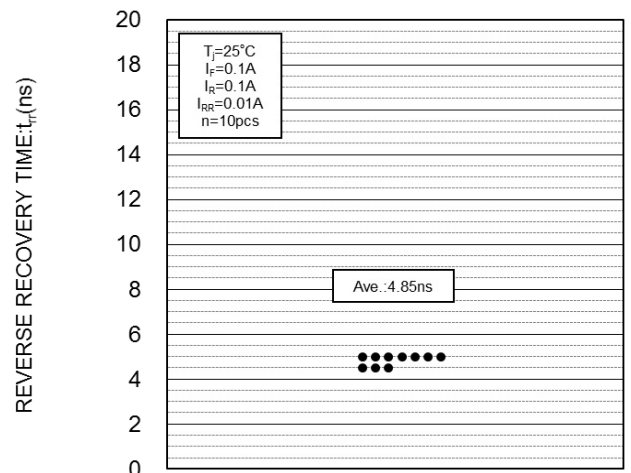 REVERSE RECOVERY TIME:trr(ns)
20
18
16
14
12
10
8
6
4
2
0
Tj=25°C
IF=0.1A
IR=0.1A
IRR=0.01A
n=10pcs
Ave.:4.85ns